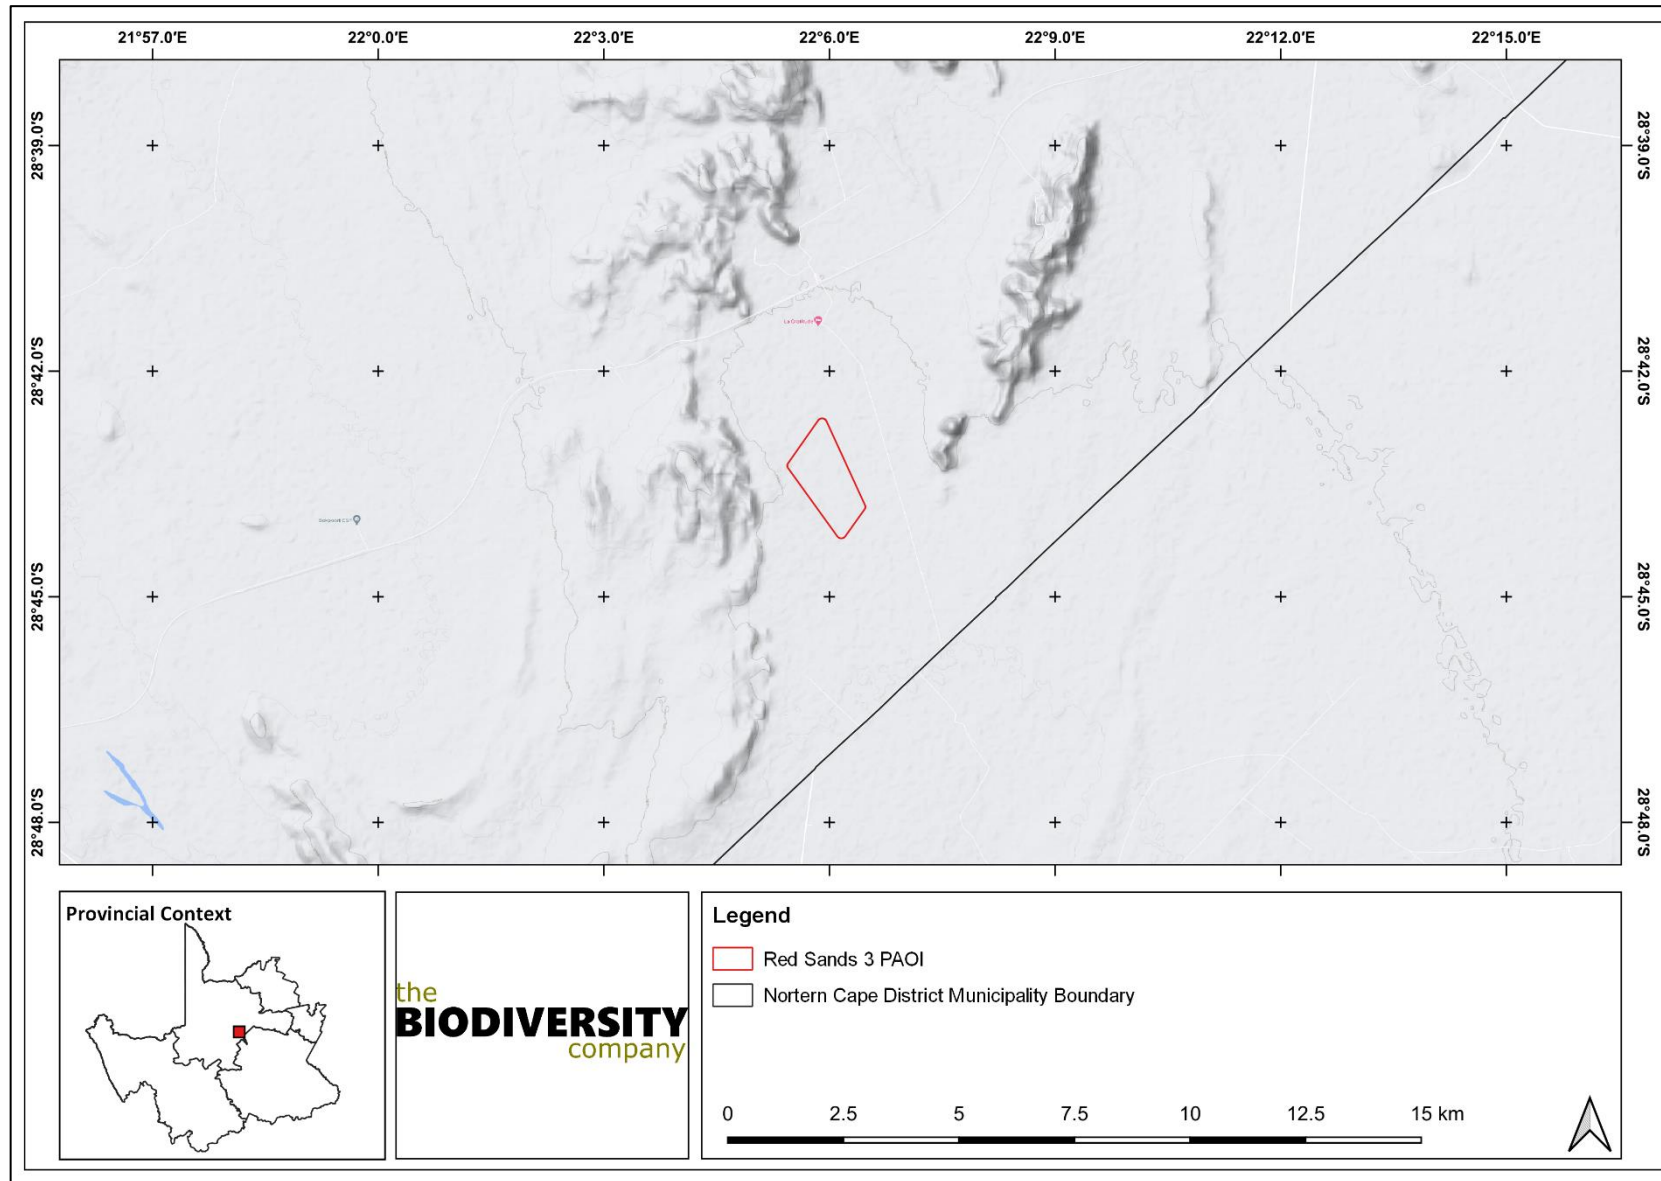 21°57.0'E 22°0.0'E 22°3.0'E 22°6.0'E 22°9.0'E 22°12.0'E 22°15.0'E
28°39.0'S 28°39.0'S
28°42.0'S 28°42.0'S
28°45.0'S 28°45.0'S
28°48.0'S 28°48.0'S
Provincial Context
the
BIODIVERSITY
company
Legend
Red Sands 3 PAOI
Nortern Cape District Municipality Boundary
0 2.5 5 7.5 10 12.5 15 km